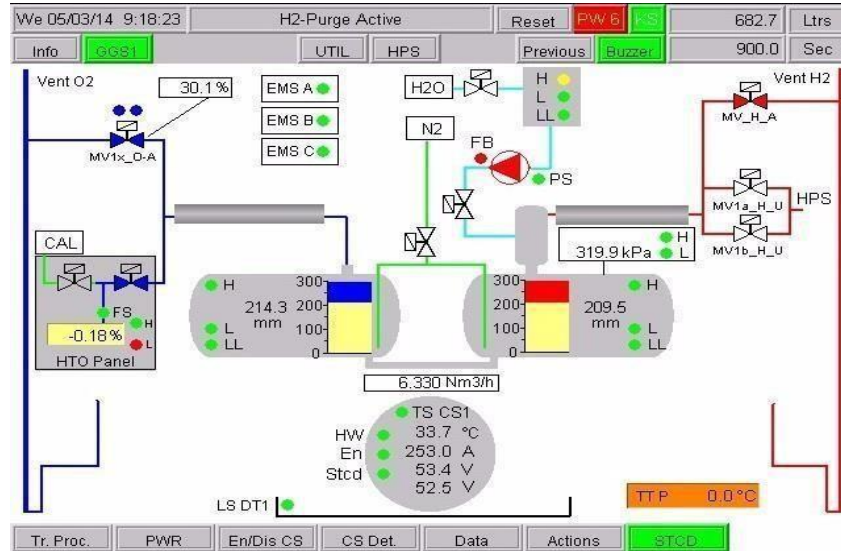 We 05/03/14 9:18:23 H2-Purge Active Reset PW 6 KS 682.7 Ltrs
Info GGS1 UTIL HPS Previous Buzzer 900.0 Sec
Vent O2 30.1 % EMS A H2O H Vent H2
L
EMS B LL
N2 MV_H_A
MV1x_O-A EMS C FB
PS
HPS
MV1a_H_U
CAL H
319.9 kPa L MV1b_H_U
H 300 300 H
FS 214.3 200 200 209.5
H mm mm
-0.18 % L 100 100 L
L LL LL
HTO Panel 0 0
6.330 Nm3/h
TS CS1
HW 33.7 °C
En 253.0 A
Stcd 53.4 V
52.5 V
LS DT1 TT P 0.0 °C
Tr. Proc. PWR En/Dis CS CS Det. Data Actions STCD